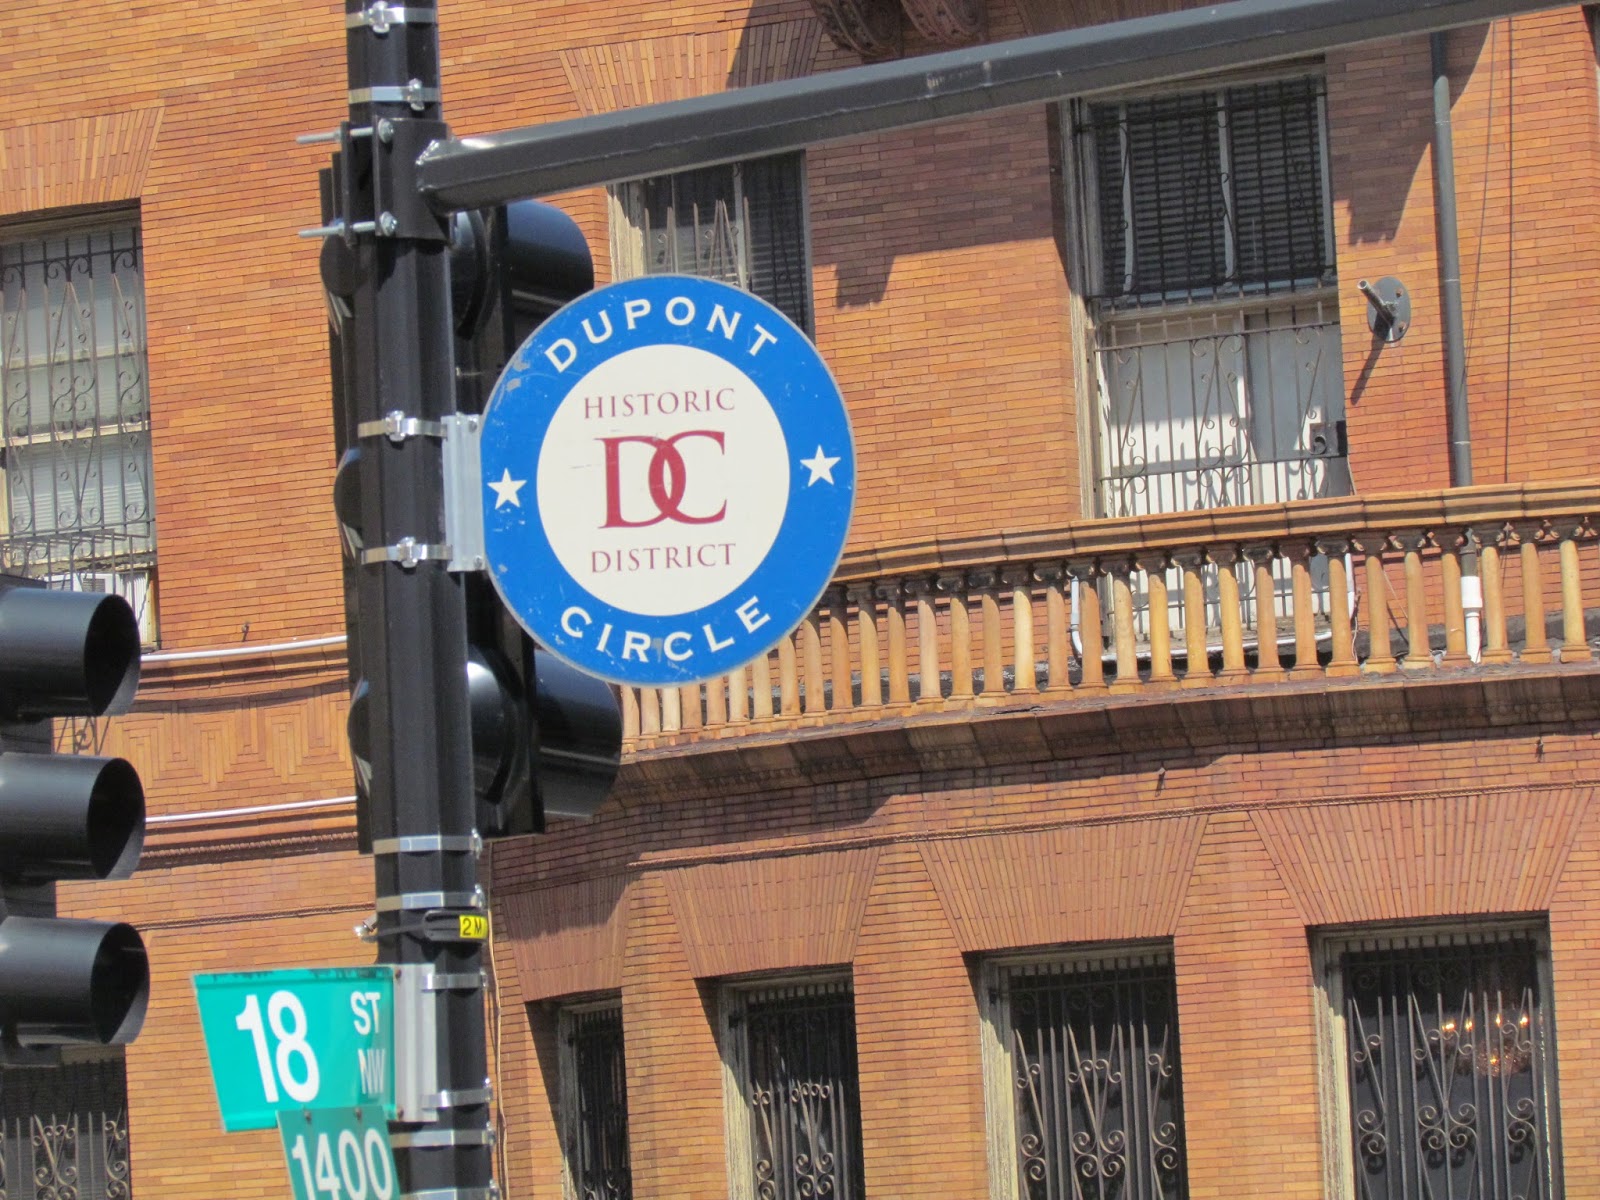 DUPONT
HISTORIC
DC
DISTRICT
CIRCLE
2M
18 ST NW
1400